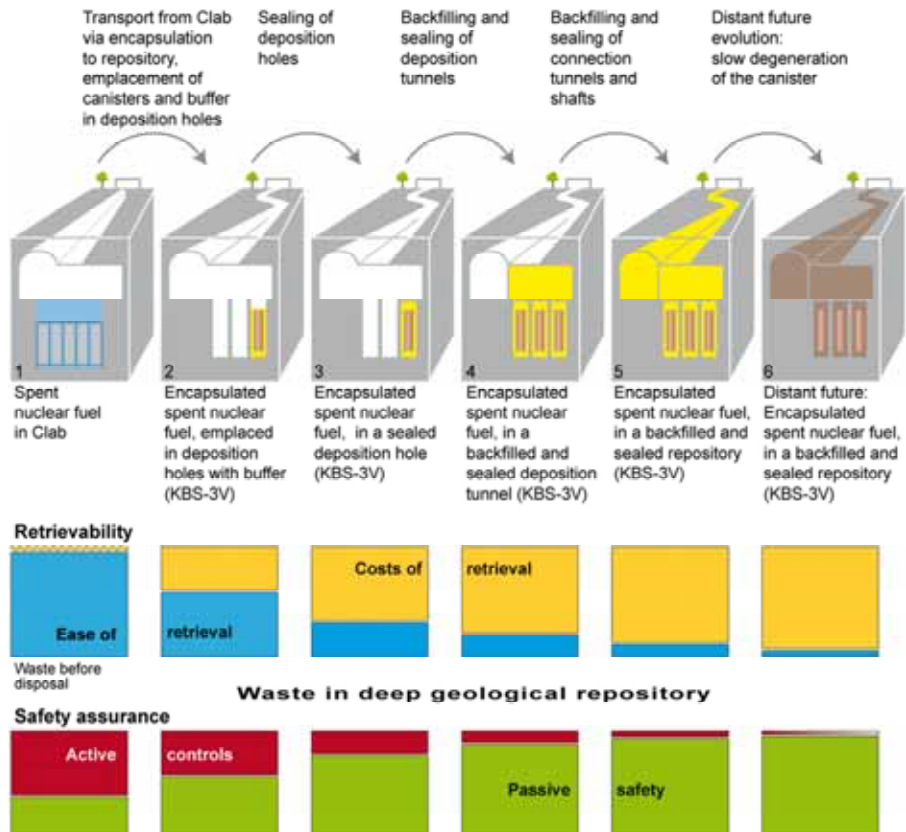 Transport from Clab
via encapsulation
to repository,
emplacement of
canisters and buffer
in deposition holes
Sealing of
deposition
holes
Backfilling and
sealing of
deposition
tunnels
Backfilling and
sealing of
connection
tunnels and
shafts
Distant future
evolution:
slow degeneration
of the canister
1
Spent
nuclear fuel
in Clab
2
Encapsulated
spent nuclear
fuel, emplaced
in deposition
holes with buffer
(KBS-3V)
3
Encapsulated
spent nuclear
fuel, in a sealed
deposition hole
(KBS-3V)
4
Encapsulated
spent nuclear
fuel, in a
backfilled and
sealed deposition
tunnel (KBS-3V)
5
Encapsulated
spent nuclear fuel,
in a backfilled and
sealed repository
(KBS-3V)
6
Distant future:
Encapsulated
spent nuclear fuel,
in a backfilled and
sealed repository
(KBS-3V)
Retrievability
Costs of retrieval
Ease of retrieval
Waste before
disposal
Waste in deep geological repository
Safety assurance
Active controls
Passive safety